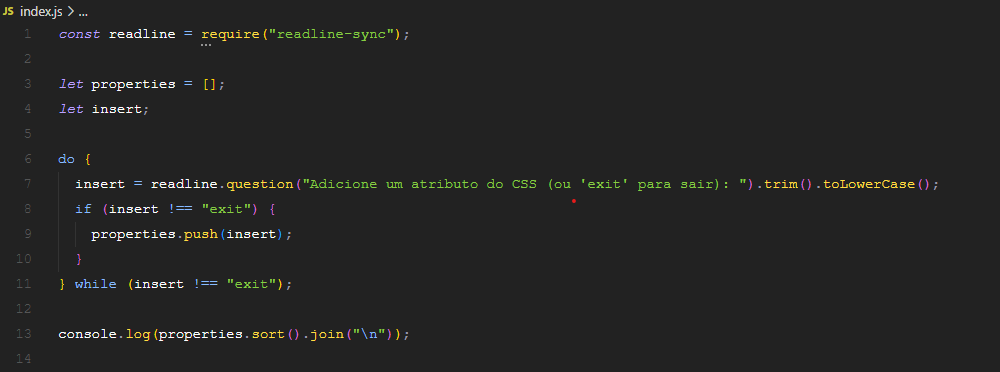 JS index.js > ...
1 const readline = require("readline-sync");
2
3 let properties = [];
4 let insert;
5
6 do {
7 insert = readline.question("Adicione um atributo do CSS (ou 'exit' para sair): ").trim().toLowerCase();
8 if (insert !== "exit") {
9 properties.push(insert);
10 }
11 } while (insert !== "exit");
12
13 console.log(properties.sort().join("\n"));
14